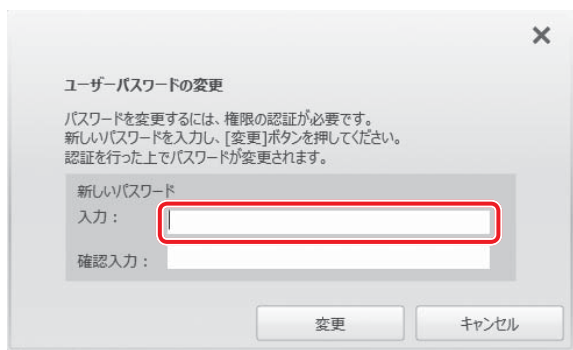 ユーザーパスワードの変更
パスワードを変更するには、権限の認証が必要です。
新しいパスワードを入力し、[変更]ボタンを押してください。
認証を行った上でパスワードが変更されます。
新しいパスワード
入力：
確認入力：
変更 キャンセル